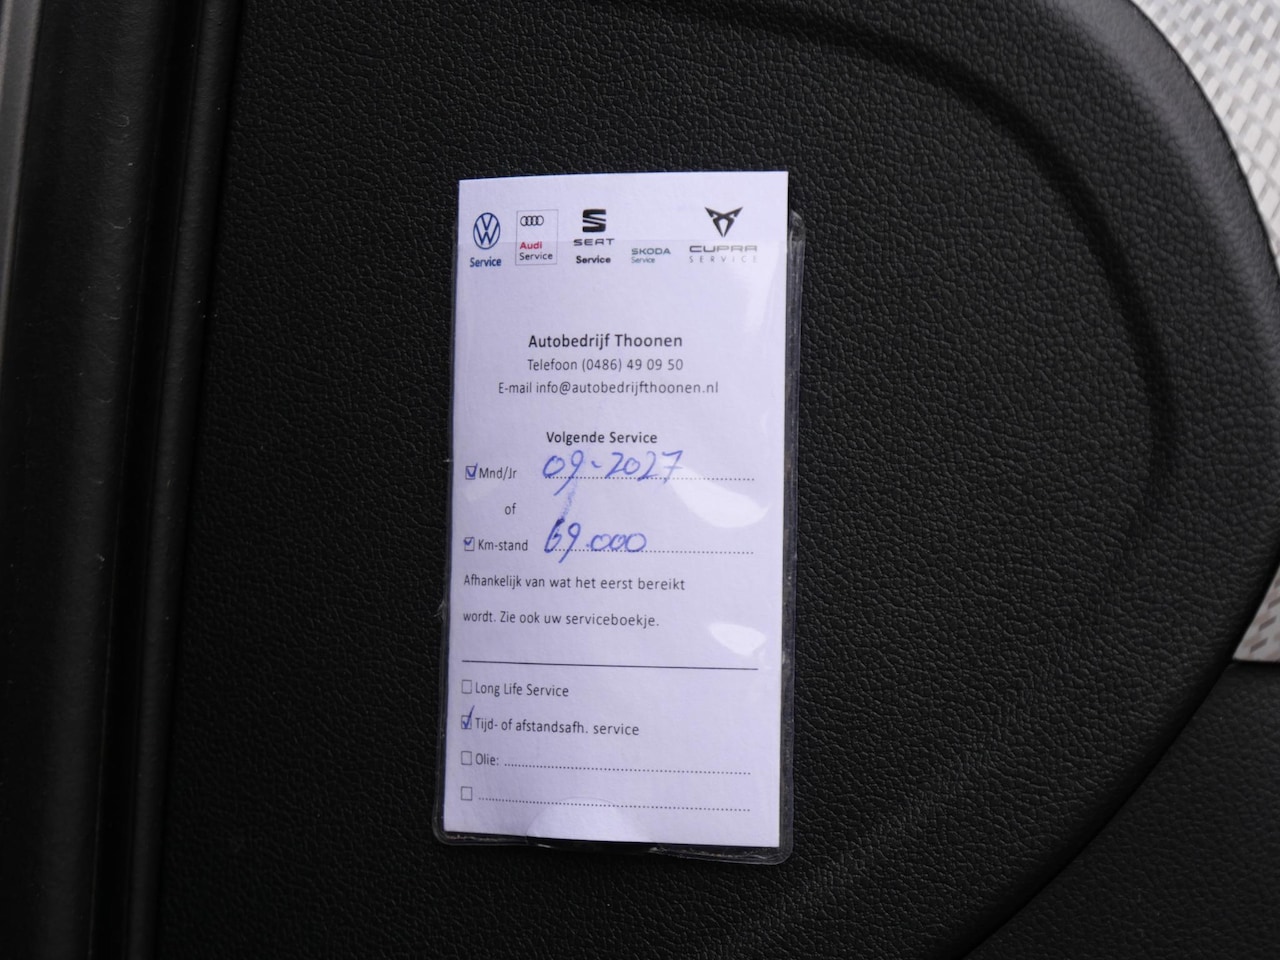 Service
Audi
Service
SEAT
Service
SKODA
Service
CUPRA
SERVICE
Autobedrijf Thoonen
Telefoon (0486) 49 09 50
E-mail info@autobedrijfthoonen.nl
Volgende Service
Mnd/Jr 09-2027
of
Km-stand 69.000
Afhankelijk van wat het eerst bereikt
wordt. Zie ook uw serviceboekje.
Long Life Service
Tijd- of afstandsafh. service
Olie: